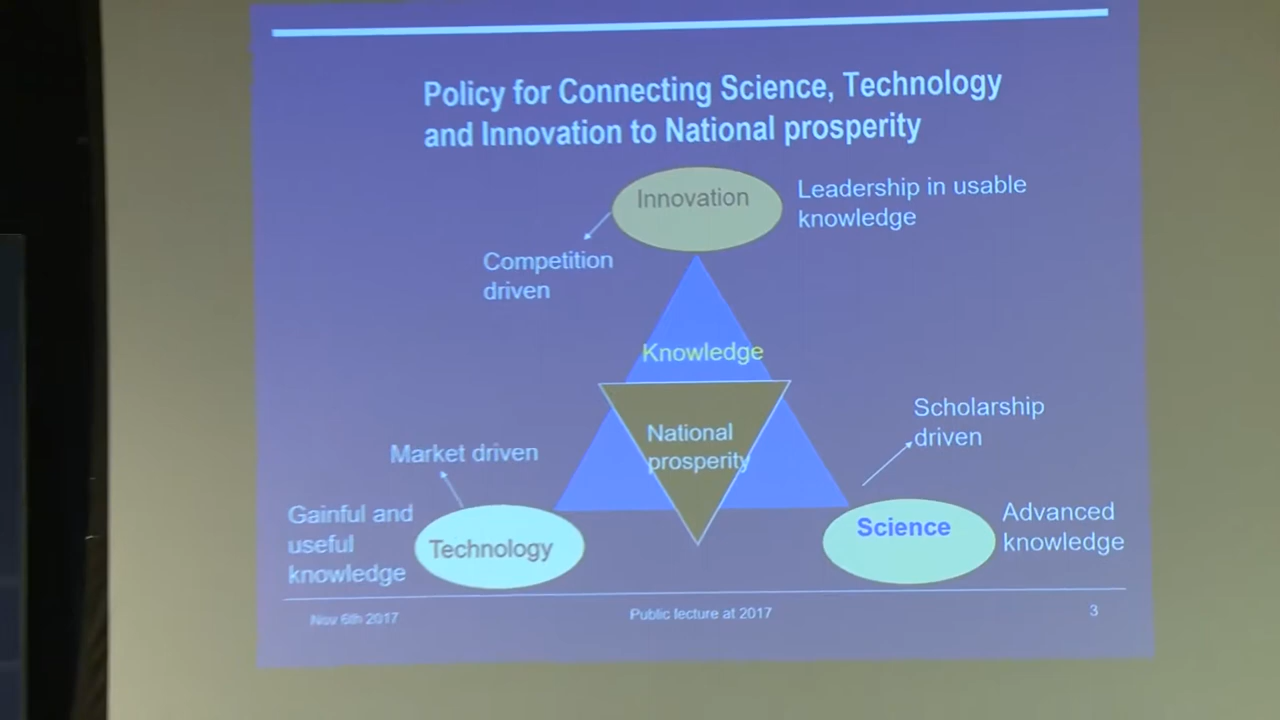 Policy for Connecting Science, Technology
and Innovation to National prosperity
Innovation
Leadership in usable
knowledge
Competition
driven
Knowledge
National
prosperity
Scholarship
driven
Market driven
Gainful and
useful
knowledge
Technology
Science
Advanced
knowledge
Nov 6th 2017
Public lecture at 2017
3